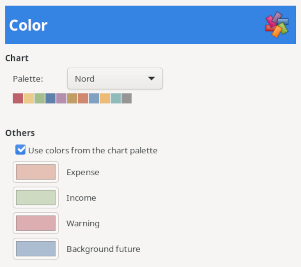 Color
Chart
Palette: Nord
Others
Use colors from the chart palette
Expense
Income
Warning
Background future